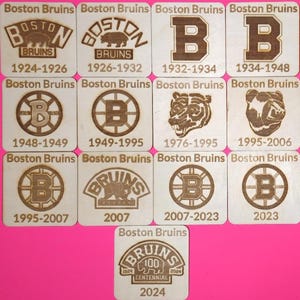 Boston Bruins
BOSTON
BRUINS
1924-1926
Boston Bruins
BOSTON
BRUINS
1926-1932
Boston Bruins
B
1932-1934
Boston Bruins
B
1934-1948
Boston Bruins
B
1948-1949
Boston Bruins
B
1949-1995
Boston Bruins
1976-1995
Boston Bruins
1995-2006
Boston Bruins
B
1995-2007
Boston Bruins
BRUINS
2007
Boston Bruins
B
2007-2023
Boston Bruins
B
2023
Boston Bruins
BRUINS
100
CENTENNIAL
2024